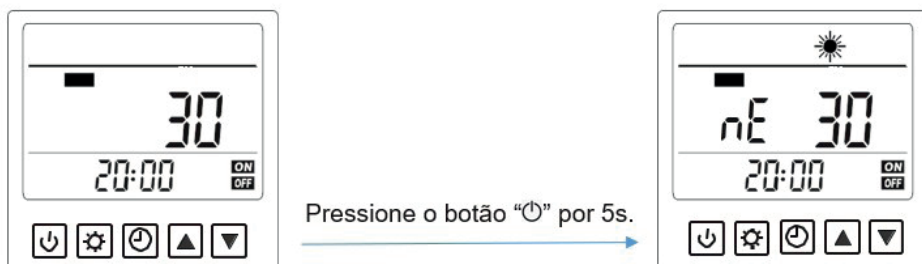 30
20:00
ON
OFF
Pressione o botão “⏻” por 5s.
nE 30
20:00
ON
OFF